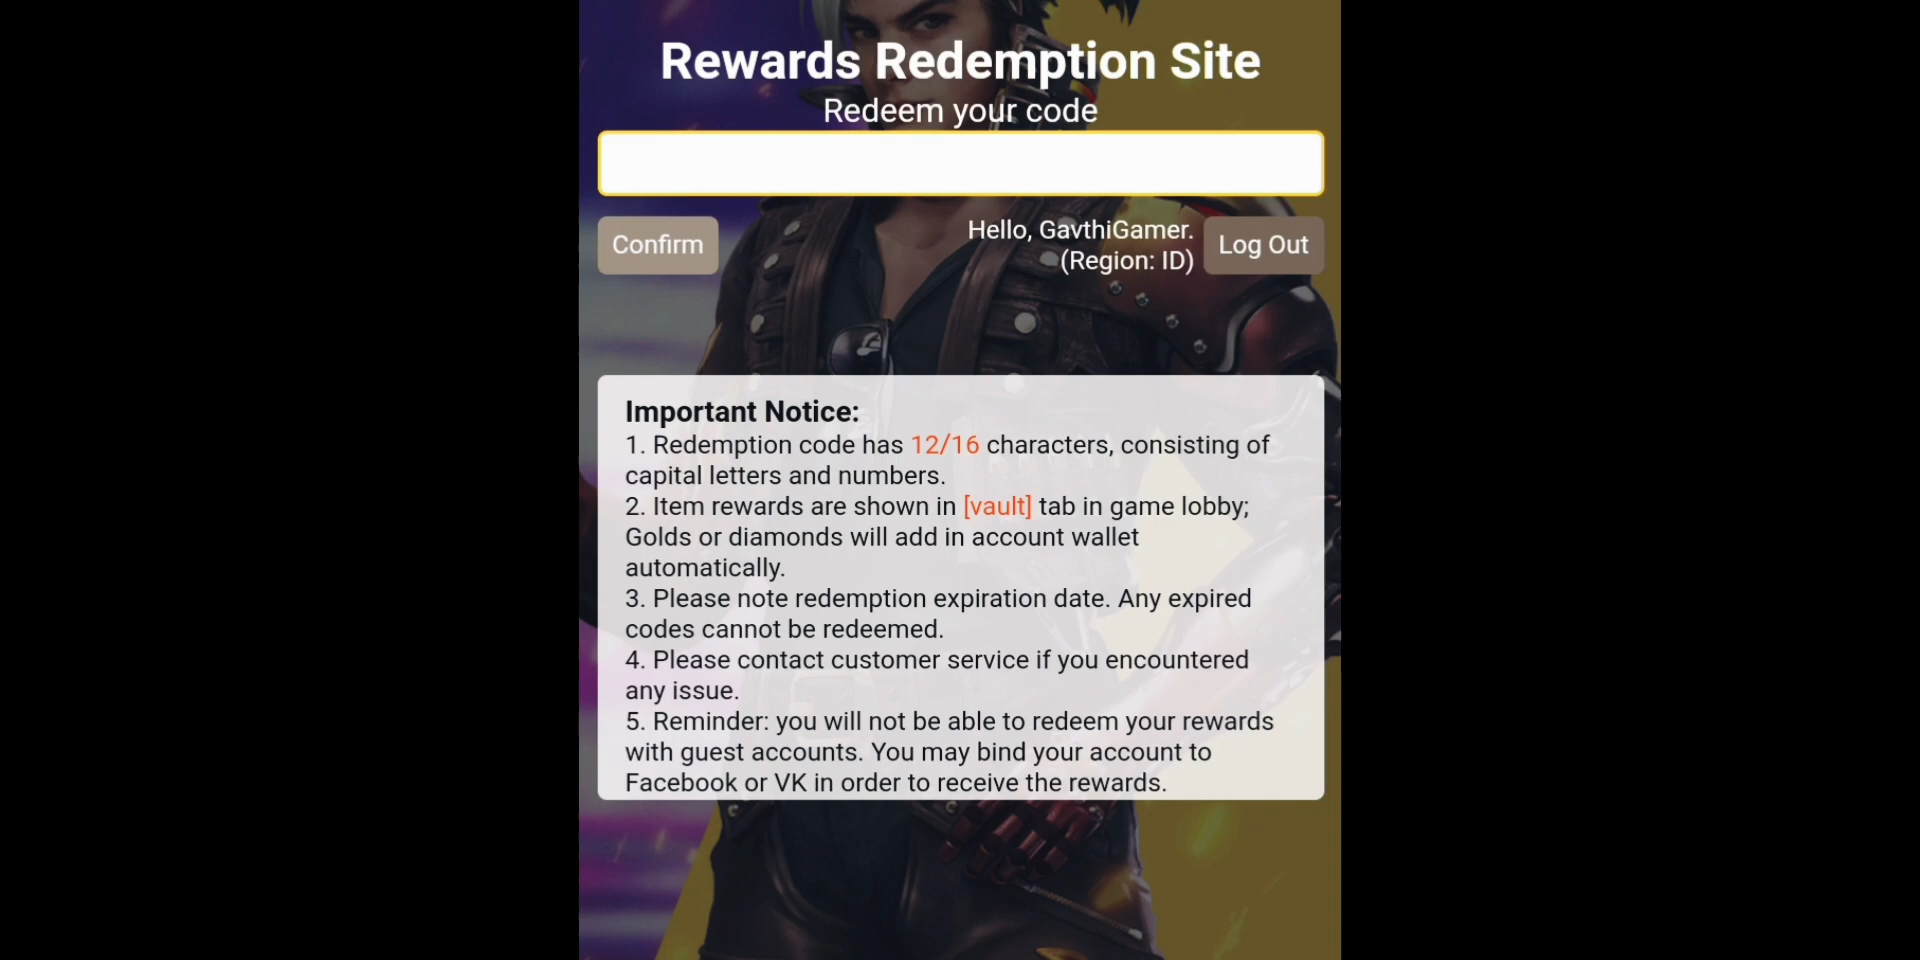 Rewards Redemption Site
Redeem your code
Confirm
Hello, GavthiGamer.
(Region: ID)
Log Out
Important Notice:
1. Redemption code has 12/16 characters, consisting of
capital letters and numbers.
2. Item rewards are shown in [vault] tab in game lobby;
Golds or diamonds will add in account wallet
automatically.
3. Please note redemption expiration date. Any expired
codes cannot be redeemed.
4. Please contact customer service if you encountered
any issue.
5. Reminder: you will not be able to redeem your rewards
with guest accounts. You may bind your account to
Facebook or VK in order to receive the rewards.